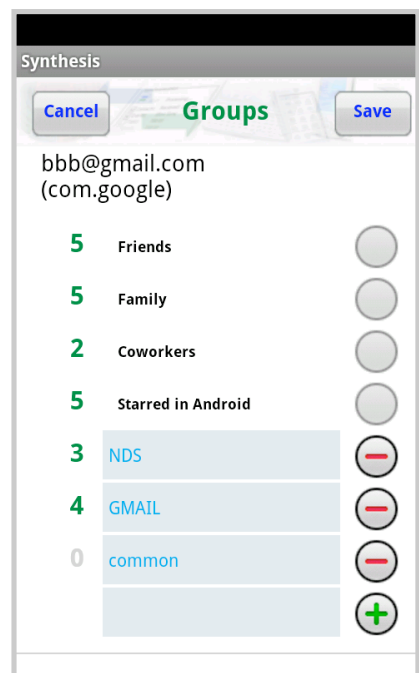 Synthesis
Cancel Groups Save
bbb@gmail.com
(com.google)
5 Friends
5 Family
2 Coworkers
5 Starred in Android
3 NDS
4 GMAIL
0 common